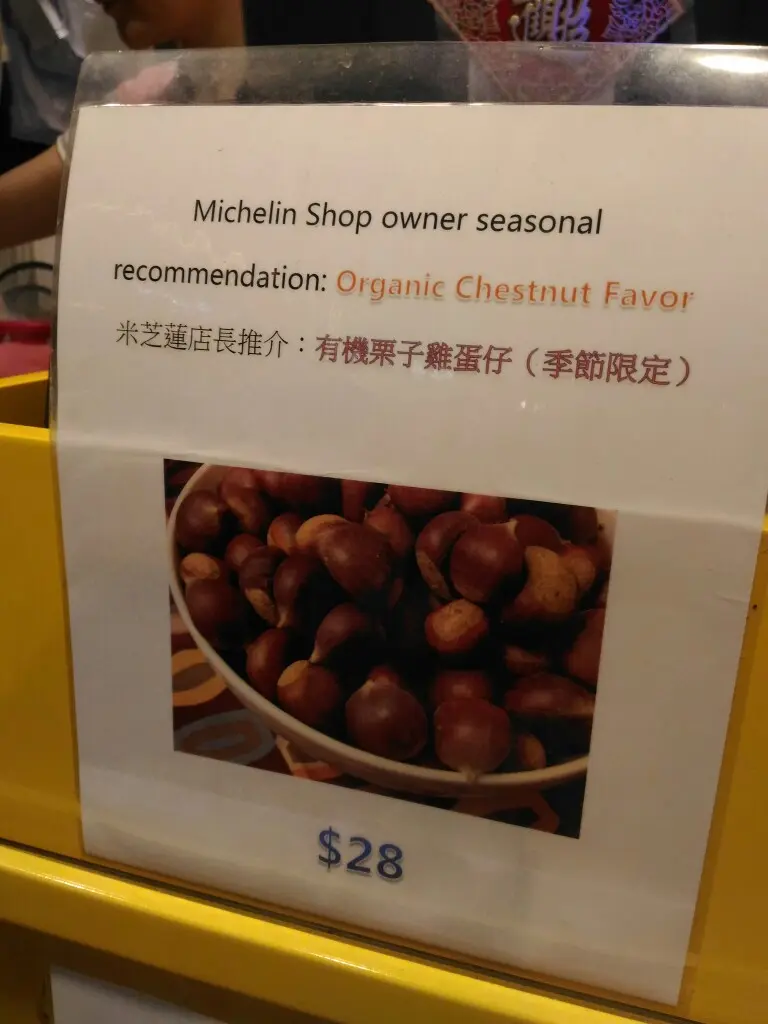 Michelin Shop owner seasonal
recommendation: Organic Chestnut Favor
米芝蓮店長推介：有機栗子雞蛋仔（季節限定）
$28